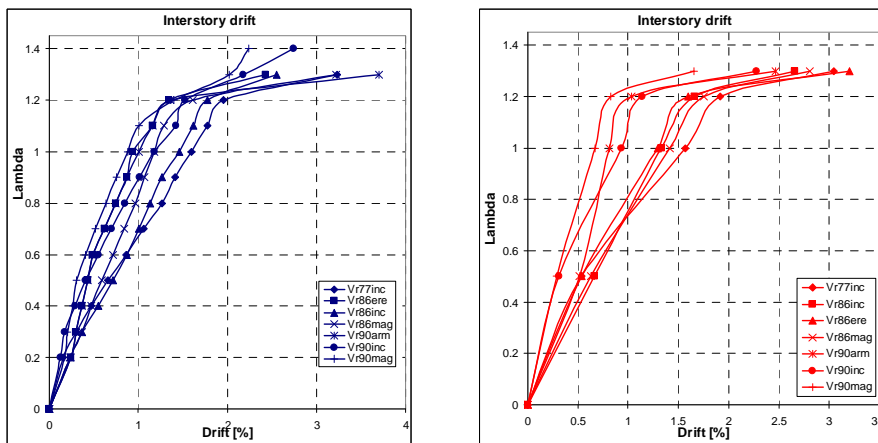 Interstory drift
Lambda
1.4
1.2
1
0.8
0.6
0.4
0.2
0
0 1 2 3 4
Drift [%]
Vr77inc
Vr86ere
Vr86inc
Vr86mag
Vr90arm
Vr90inc
Vr90mag
Interstory drift
Lambda
1.4
1.2
1
0.8
0.6
0.4
0.2
0
0 0.5 1 1.5 2 2.5 3 3.5
Drift [%]
Vr77inc
Vr86inc
Vr86ere
Vr86mag
Vr90arm
Vr90inc
Vr90mag